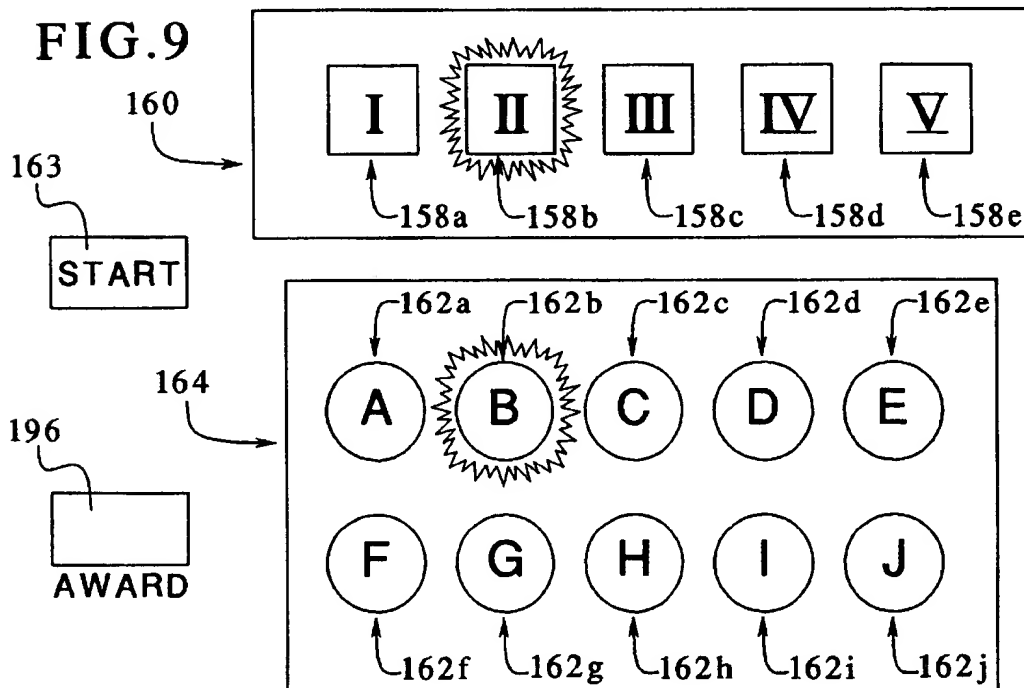 FIG.9
160
I II III IV V
158a 158b 158c 158d 158e
163
START
162a 162b 162c 162d 162e
164
A B C D E
196
AWARD
F G H I J
162f 162g 162h 162i 162j